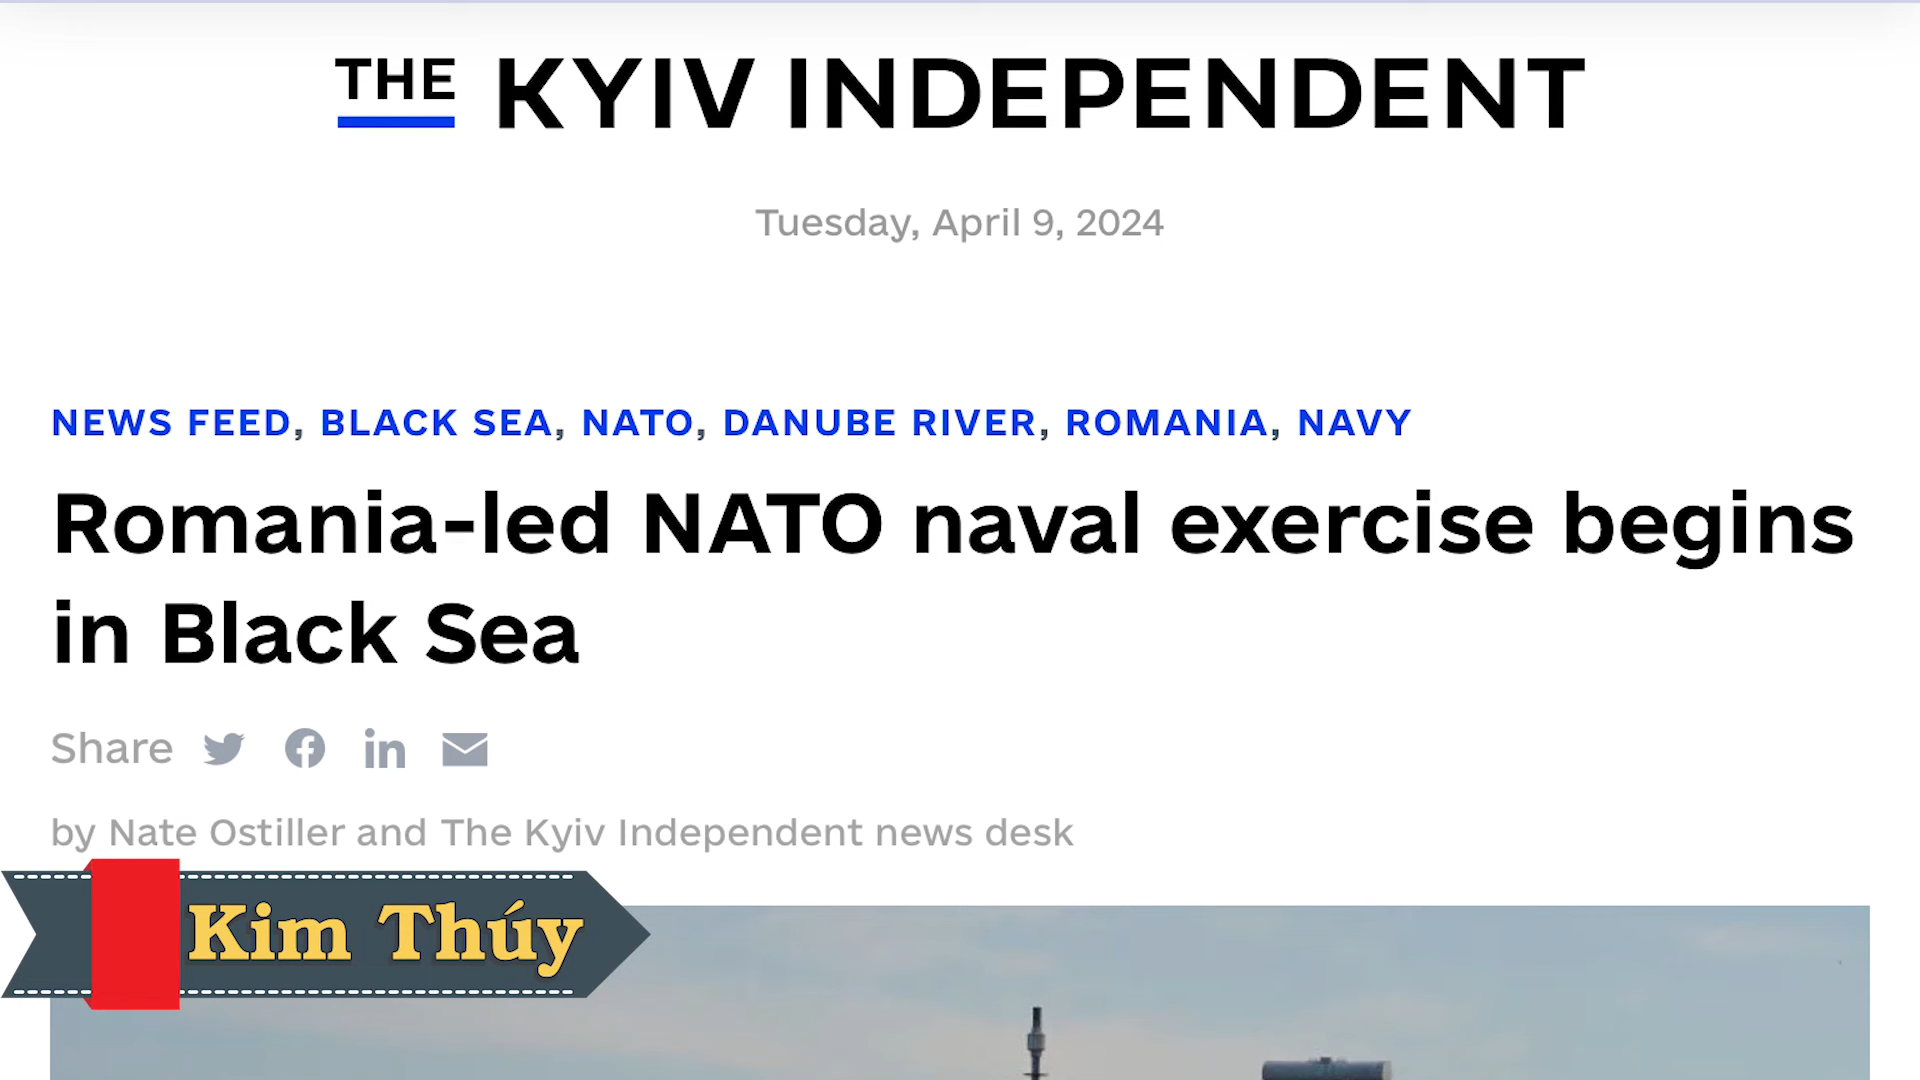 THE KYIV INDEPENDENT
Tuesday, April 9, 2024
NEWS FEED, BLACK SEA, NATO, DANUBE RIVER, ROMANIA, NAVY
Romania-led NATO naval exercise begins
in Black Sea
Share
by Nate Ostiller and The Kyiv Independent news desk
Kim Thúy